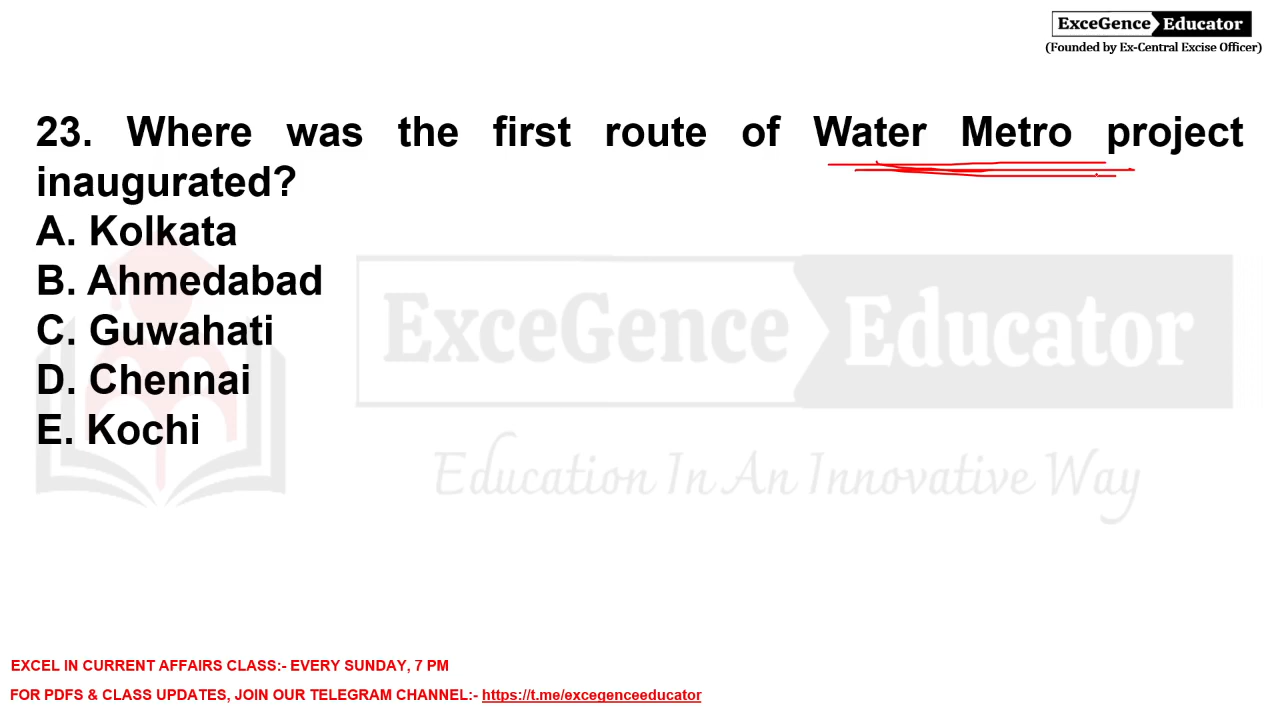 ExceGence Educator
(Founded by Ex-Central Excise Officer)
23. Where was the first route of Water Metro project
inaugurated?
A. Kolkata
B. Ahmedabad
C. Guwahati
D. Chennai
E. Kochi
ExceGence Educator
Education In An Innovative Way
EXCEL IN CURRENT AFFAIRS CLASS:- EVERY SUNDAY, 7 PM
FOR PDFS & CLASS UPDATES, JOIN OUR TELEGRAM CHANNEL:- https://t.me/excegenceeducator